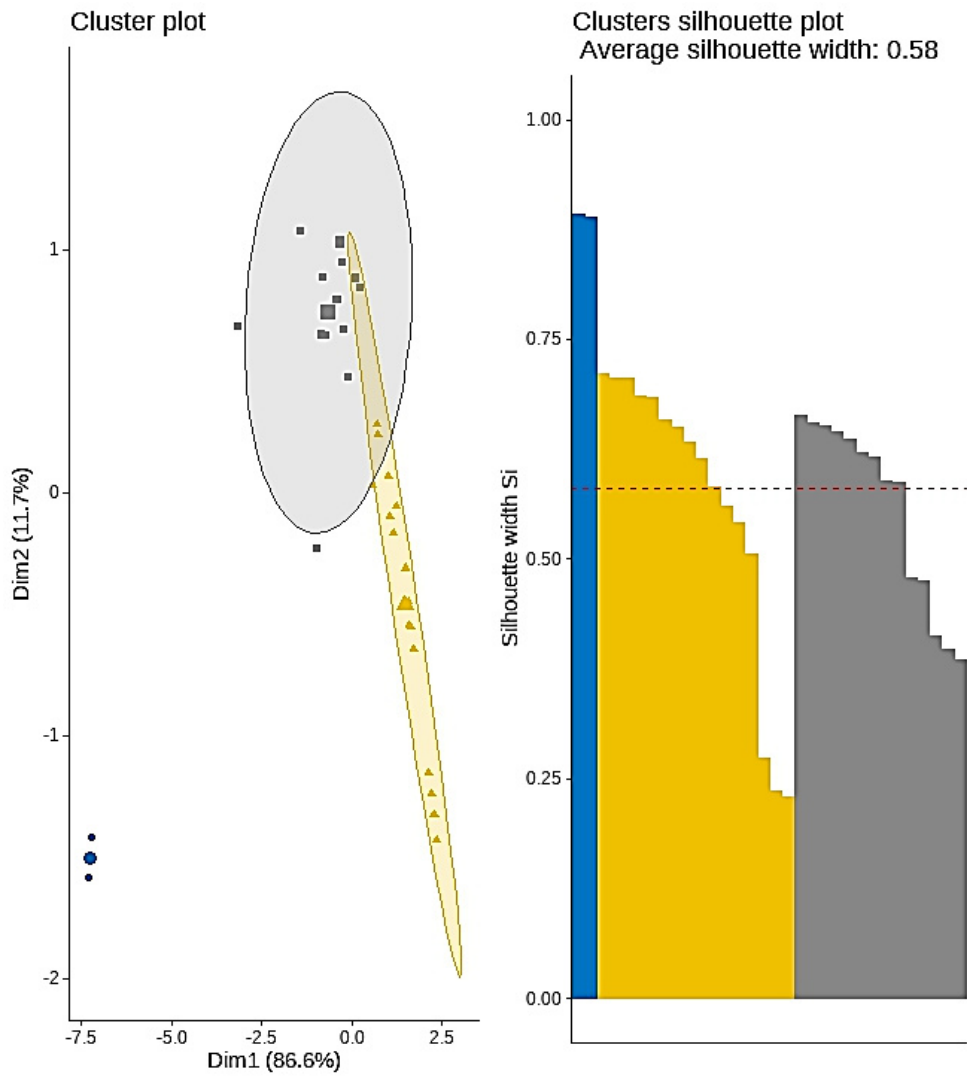 Cluster plot
1
0
-1
-2
Dim2 (11.7%)
-7.5 -5.0 -2.5 0.0 2.5
Dim1 (86.6%)
Clusters silhouette plot
Average silhouette width: 0.58
1.00
0.75
0.50
0.25
0.00
Silhouette width Si